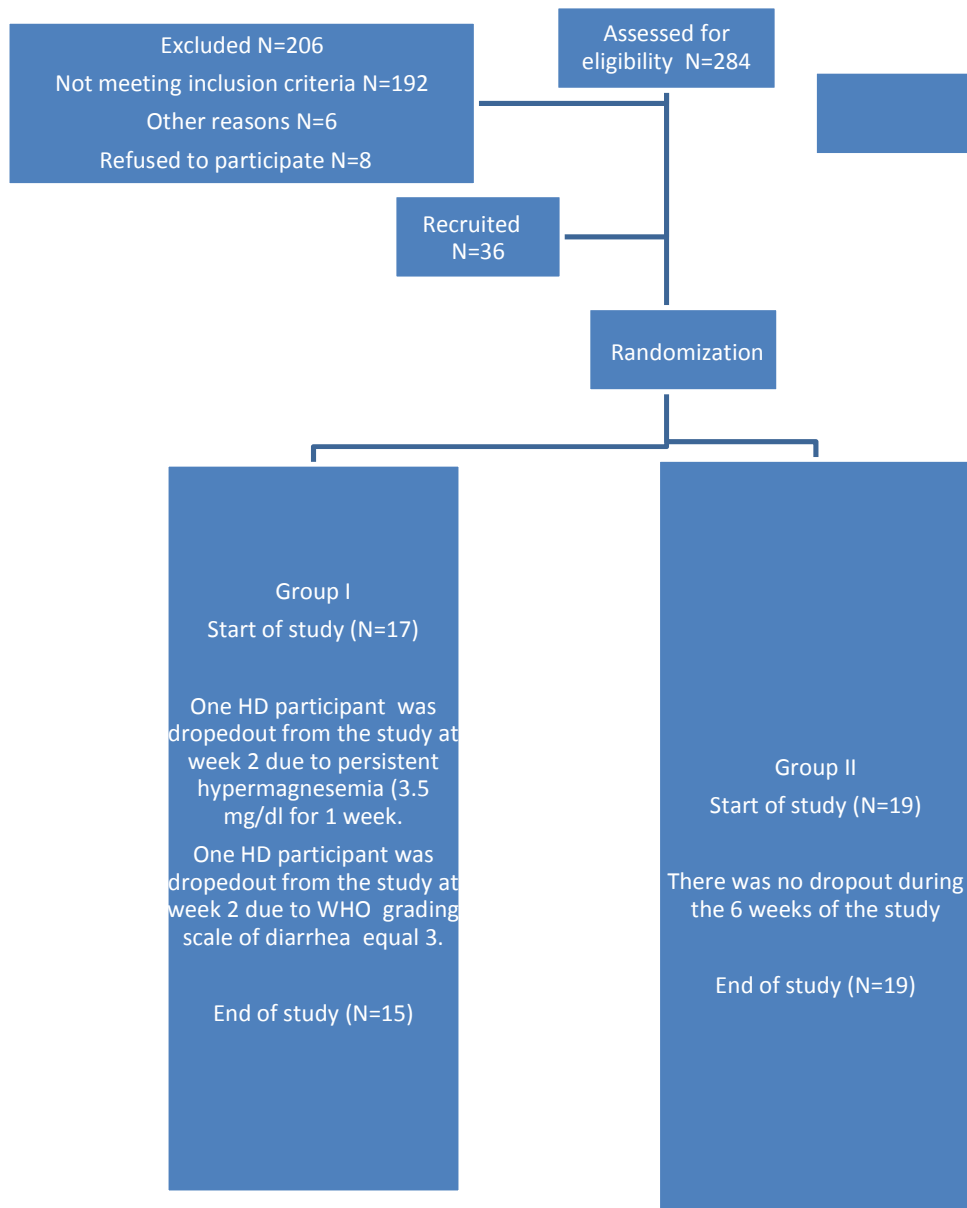 Excluded N=206
Not meeting inclusion criteria N=192
Other reasons N=6
Refused to participate N=8
Assessed for
eligibility N=284
Recruited
N=36
Randomization
Group I
Start of study (N=17)
One HD participant was
dropedout from the study at
week 2 due to persistent
hypermagnesemia (3.5
mg/dl for 1 week.
One HD participant was
dropedout from the study at
week 2 due to WHO grading
scale of diarrhea equal 3.
End of study (N=15)
Group II
Start of study (N=19)
There was no dropout during
the 6 weeks of the study
End of study (N=19)